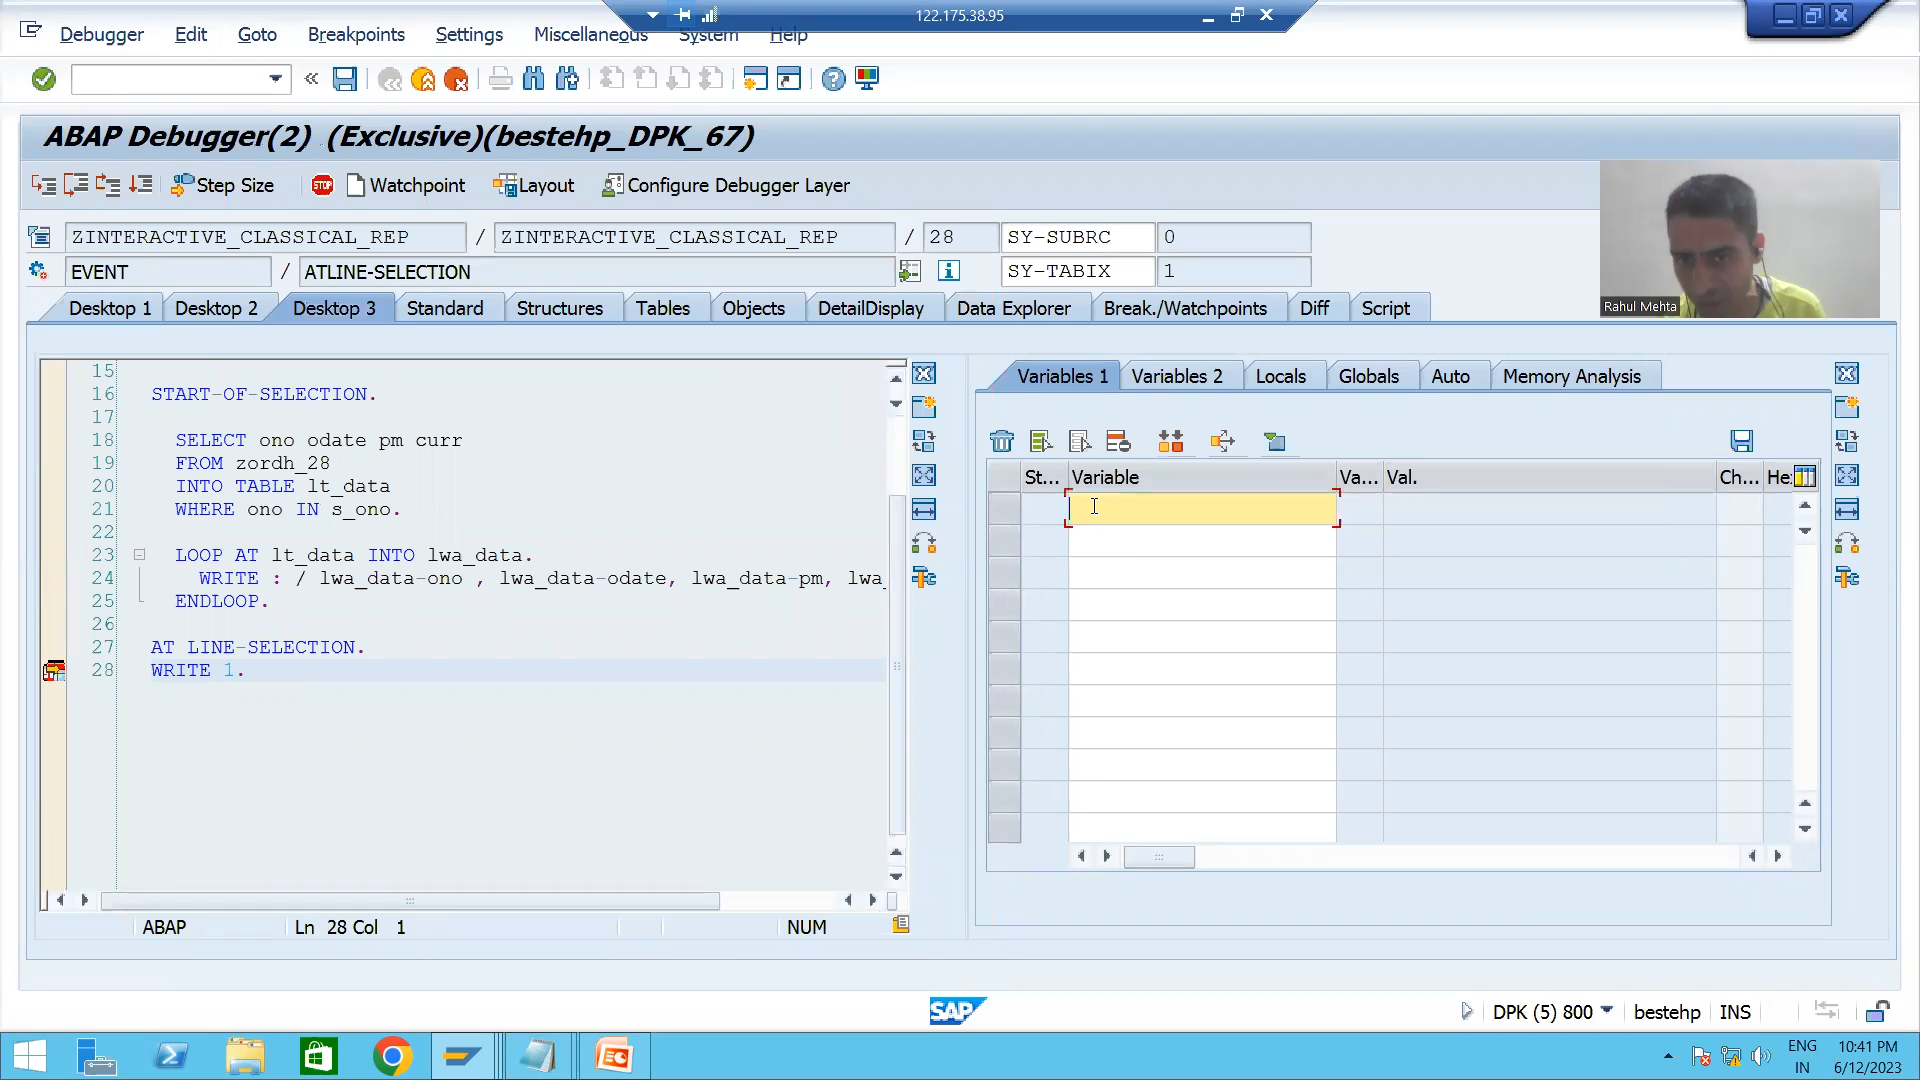 122.175.38.95
Debugger Edit Goto Breakpoints Settings Miscellaneous System Help
ABAP Debugger(2) (Exclusive)(bestehp_DPK_67)
Step Size STOP Watchpoint Layout Configure Debugger Layer
ZINTERACTIVE_CLASSICAL_REP / ZINTERACTIVE_CLASSICAL_REP / 28 SY-SUBRC 0
EVENT / ATLINE-SELECTION SY-TABIX 1
Rahul Mehta
Desktop 1 Desktop 2 Desktop 3 Standard Structures Tables Objects DetailDisplay Data Explorer Break./Watchpoints Diff Script
15
16 START-OF-SELECTION.
17
18 SELECT ono odate pm curr
19 FROM zordh_28
20 INTO TABLE lt_data
21 WHERE ono IN s_ono.
22
23 LOOP AT lt_data INTO lwa_data.
24 WRITE : / lwa_data-ono , lwa_data-odate, lwa_data-pm, lwa_
25 ENDLOOP.
26
27 AT LINE-SELECTION.
28 WRITE 1.
ABAP Ln 28 Col 1 NUM
Variables 1 Variables 2 Locals Globals Auto Memory Analysis
St... Variable Va... Val. Ch... He
SAP
DPK (5) 800 bestehp INS
ENG
IN
10:41 PM
6/12/2023